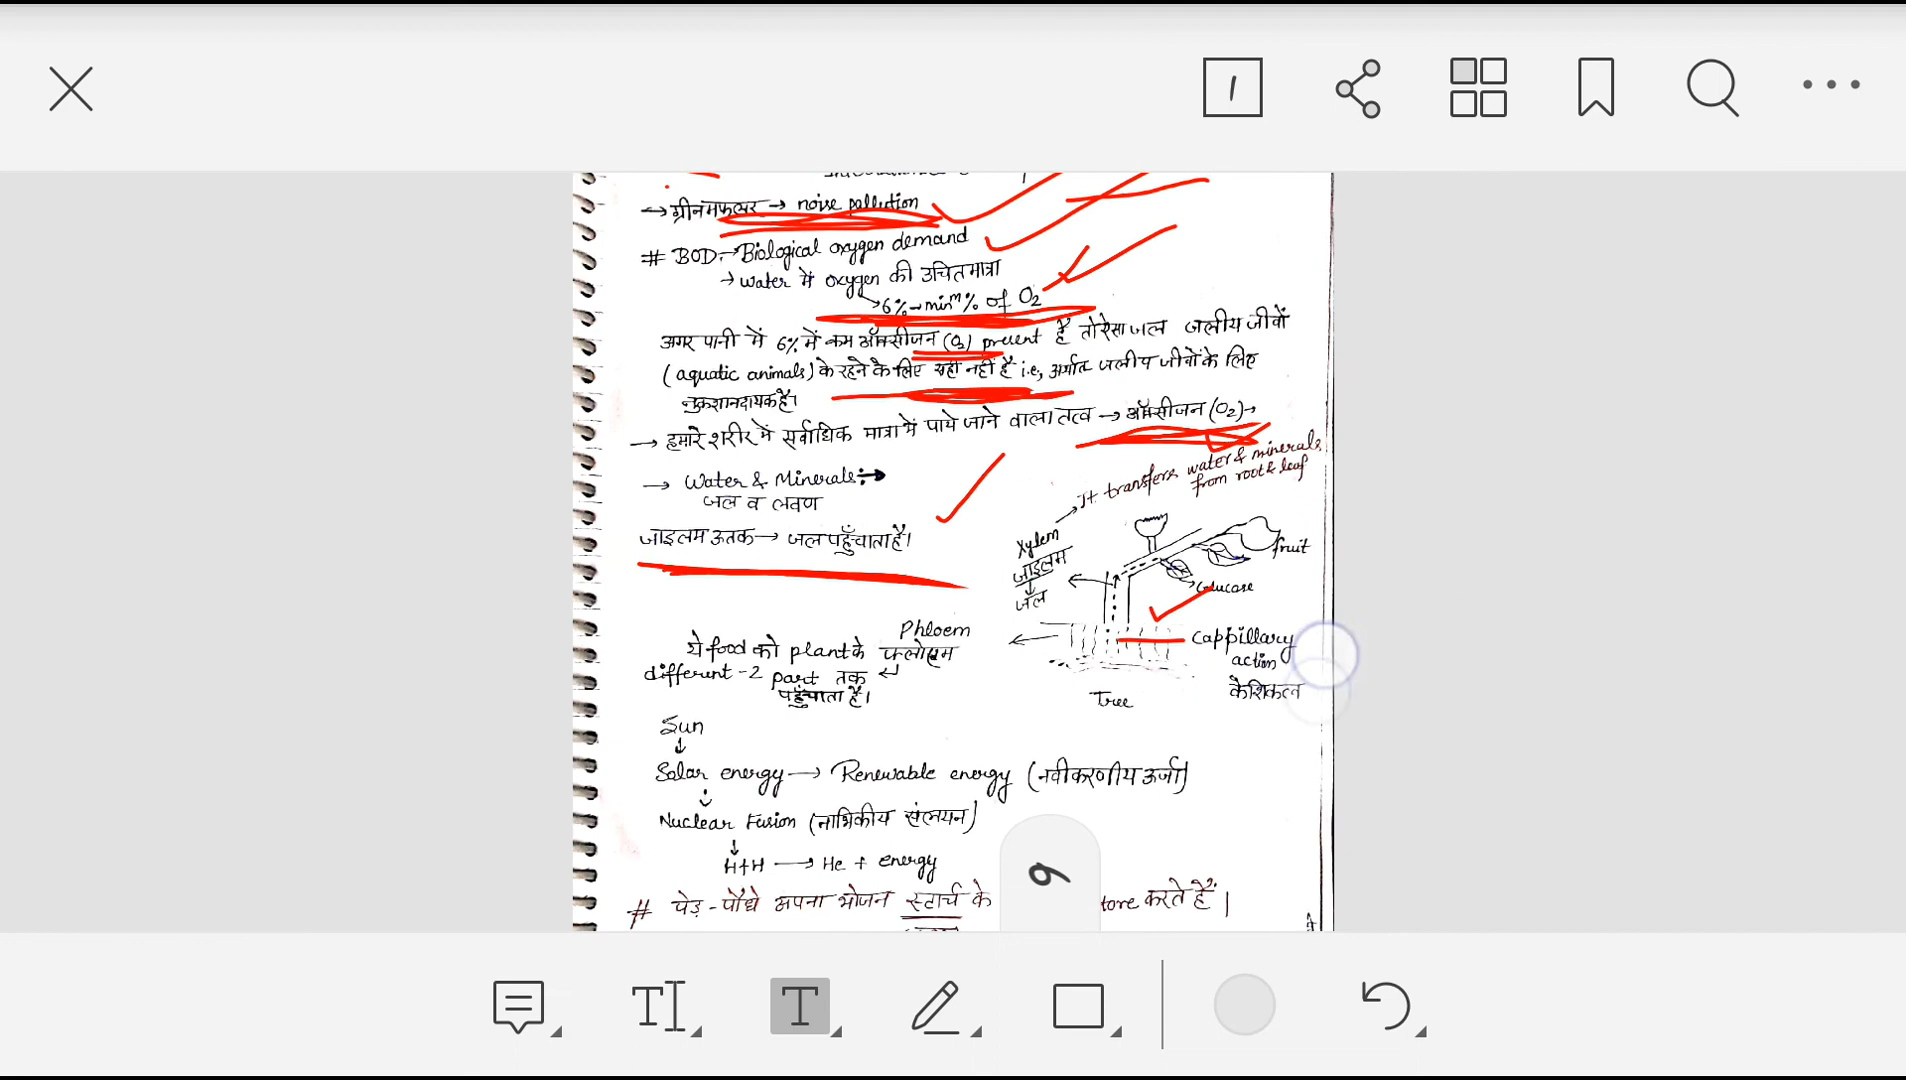 → ग्रीनमफलर → noise pollution
# BOD:→ Biological oxygen demand
→ water में oxygen की उचित मात्रा
→ 6% → minᵐ % of O₂
अगर पानी में 6% में कम ऑक्सीजन (O₂) present है तो ऐसा जल जलीय जीवों
(aquatic animals) के रहने के लिए सही नहीं है i.e, अर्थात जलीय जीवों के लिए
नुकशानदायक है।
→ हमारे शरीर में सर्वाधिक मात्रा में पाये जाने वाला तत्व → ऑक्सीजन (O₂)→
→ Water & Minerals:→
जल व लवण
It transfers water & minerals
from root & leaf
जाइलम ऊतक → जल पहुँचाता है।
Xylem
जाइलम
जल
fruit
Glucase
Phloem
फ्लोएम
ये food को plant के
different-2 part तक
पहुँचाता है।
Cappillary
action
केशिकत्व
Tree
Sun
↓
Solar energy → Renewable energy (नवीकरणीय ऊर्जा)
Nuclear Fusion (नाभिकीय संलयन)
↓
H+H → He + energy
# पेड़-पौधे अपना भोजन स्टार्च के tore करते हैं।
6